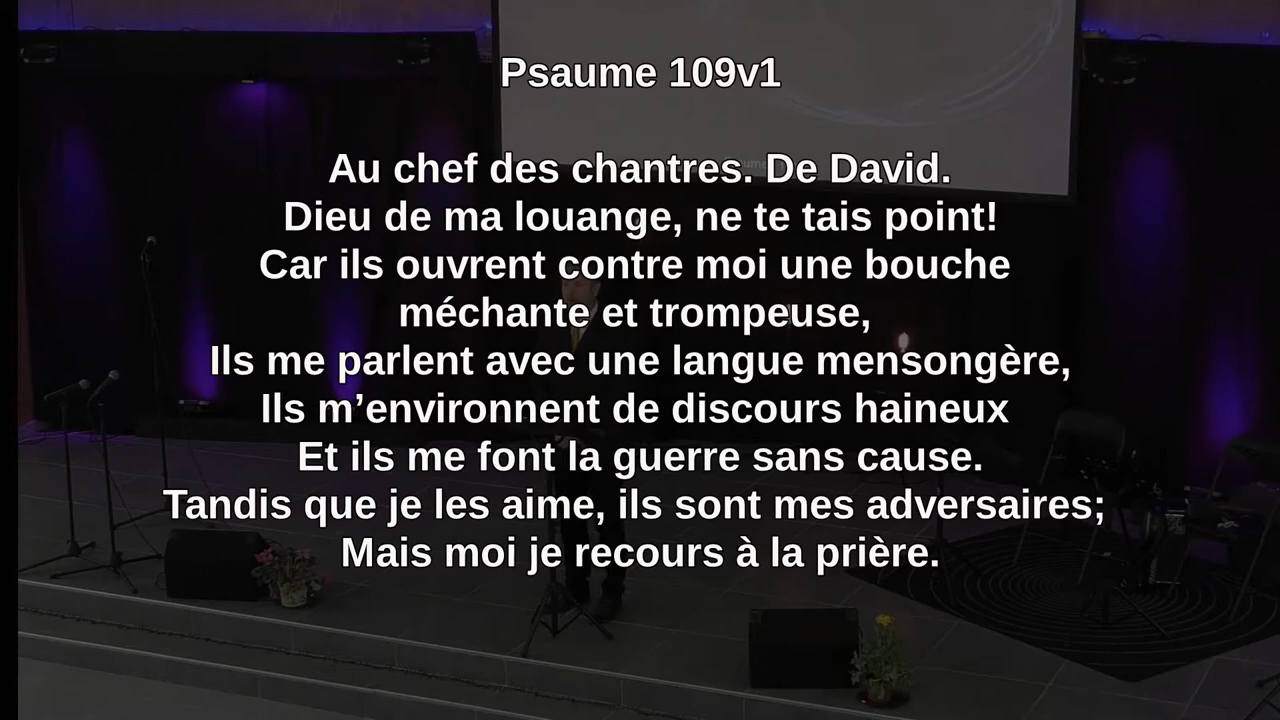 Psaume 109v1
Au chef des chantres. De David.
Dieu de ma louange, ne te tais point!
Car ils ouvrent contre moi une bouche
méchante et trompeuse,
Ils me parlent avec une langue mensongère,
Ils m’environnent de discours haineux
Et ils me font la guerre sans cause.
Tandis que je les aime, ils sont mes adversaires;
Mais moi je recours à la prière.